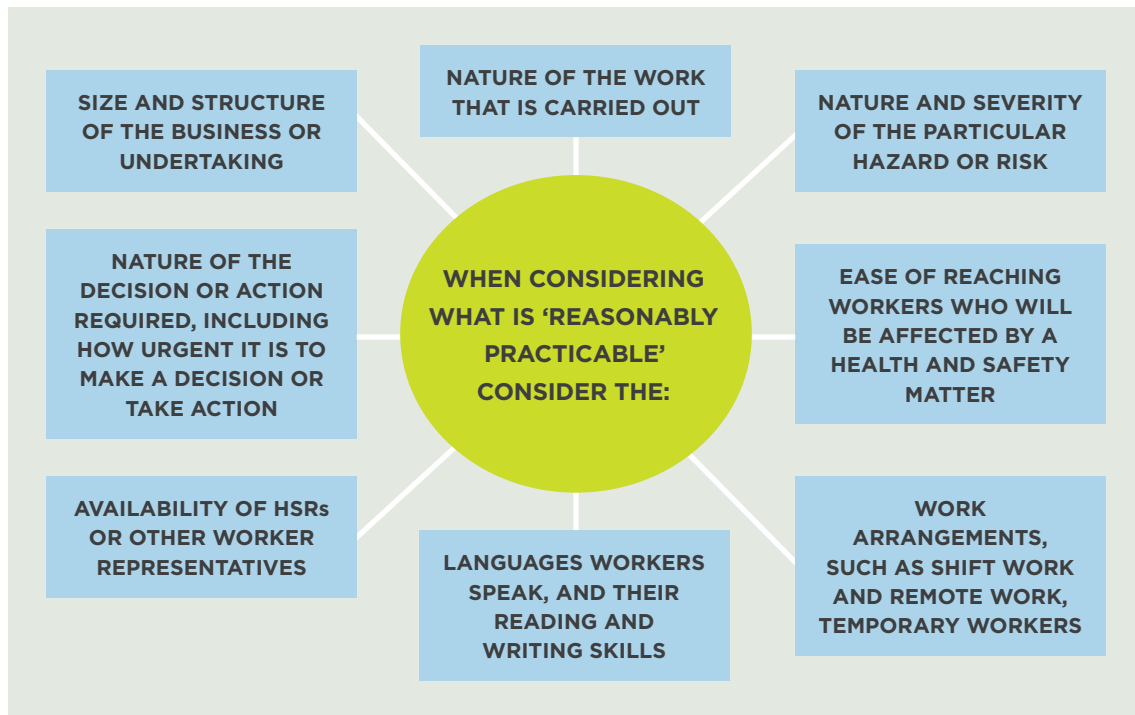 SIZE AND STRUCTURE
OF THE BUSINESS OR
UNDERTAKING
NATURE OF THE WORK
THAT IS CARRIED OUT
NATURE AND SEVERITY
OF THE PARTICULAR
HAZARD OR RISK
NATURE OF THE
DECISION OR ACTION
REQUIRED, INCLUDING
HOW URGENT IT IS TO
MAKE A DECISION OR
TAKE ACTION
WHEN CONSIDERING
WHAT IS ‘REASONABLY
PRACTICABLE’
CONSIDER THE:
EASE OF REACHING
WORKERS WHO WILL
BE AFFECTED BY A
HEALTH AND SAFETY
MATTER
AVAILABILITY OF HSRs
OR OTHER WORKER
REPRESENTATIVES
LANGUAGES WORKERS
SPEAK, AND THEIR
READING AND
WRITING SKILLS
WORK
ARRANGEMENTS,
SUCH AS SHIFT WORK
AND REMOTE WORK,
TEMPORARY WORKERS